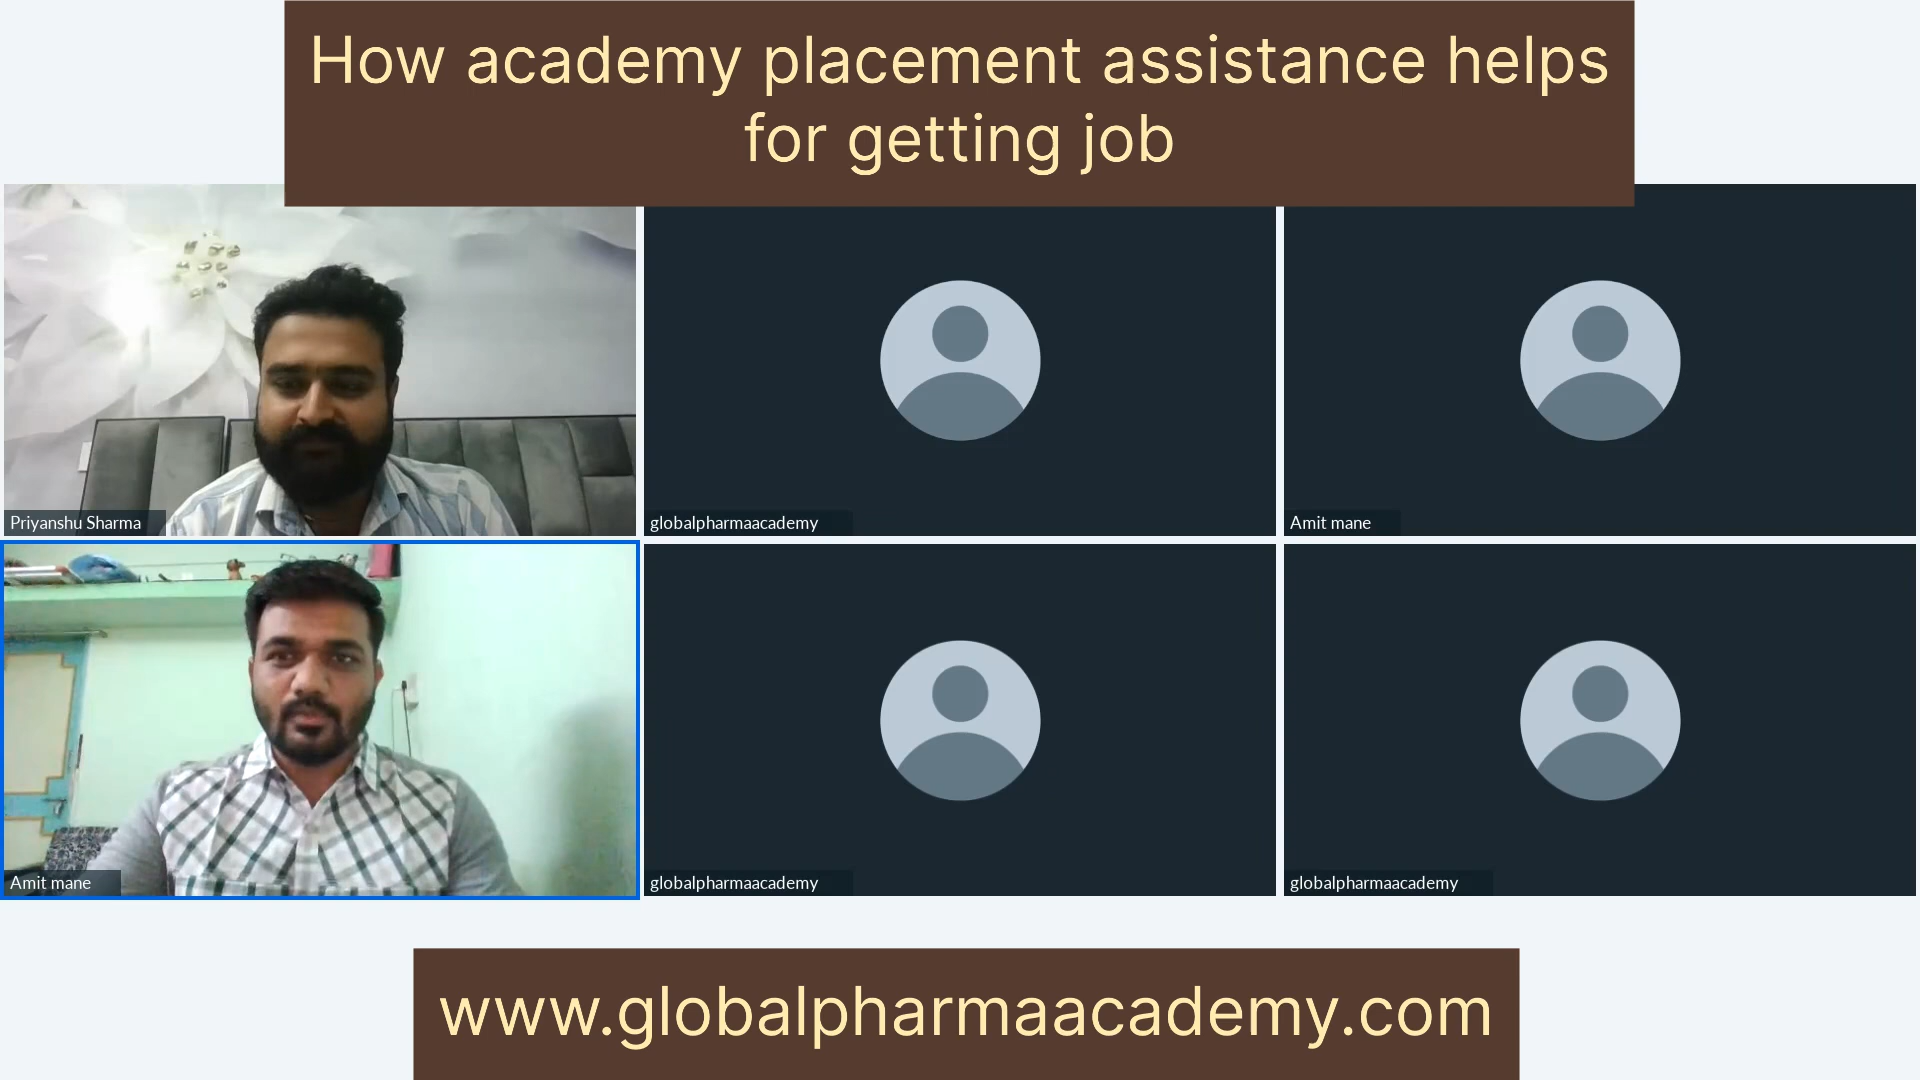 How academy placement assistance helps
for getting job
Priyanshu Sharma
globalpharmaacademy
Amit mane
Amit mane
globalpharmaacademy
globalpharmaacademy
www.globalpharmaacademy.com